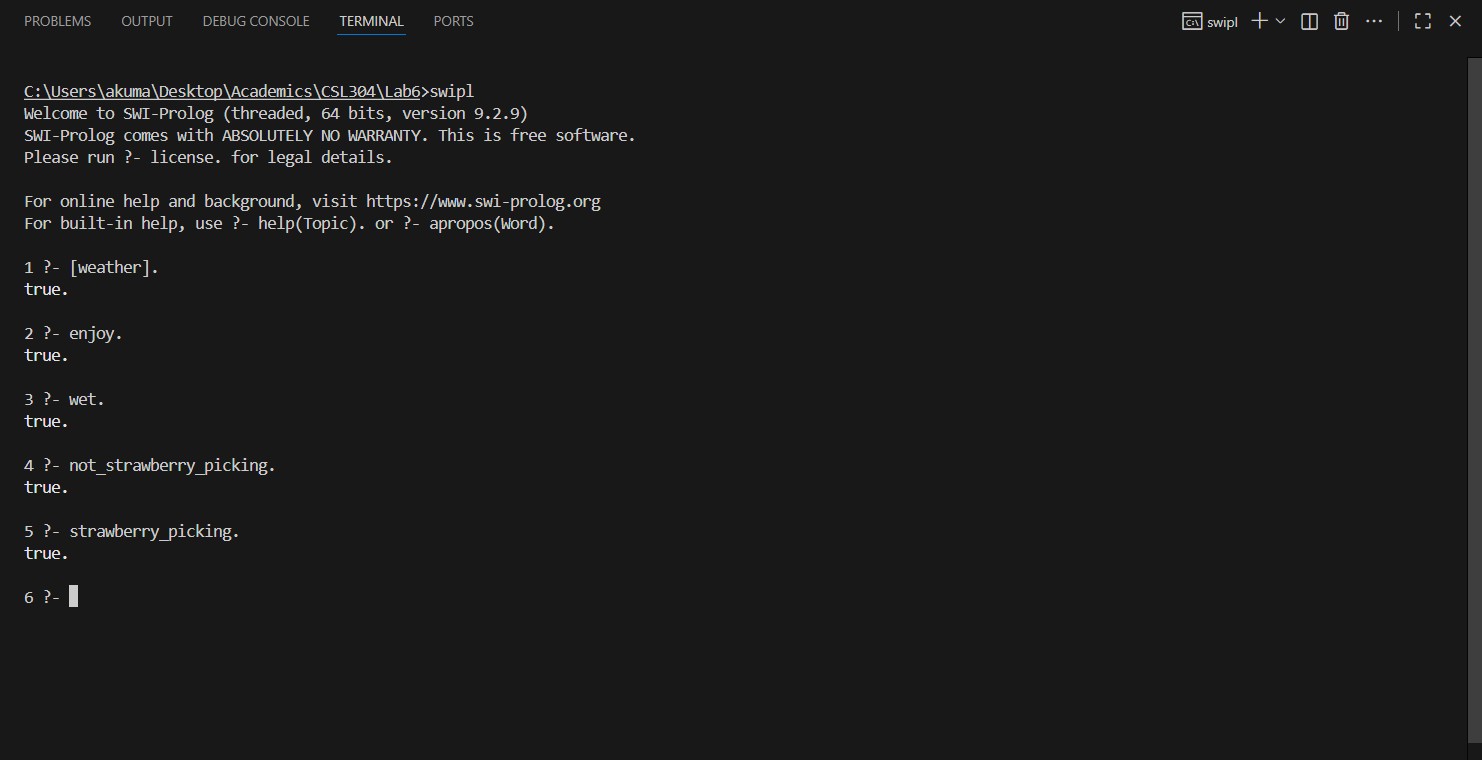 PROBLEMS OUTPUT DEBUG CONSOLE TERMINAL PORTS swipl
C:\Users\akuma\Desktop\Academics\CSL304\Lab6>swipl
Welcome to SWI-Prolog (threaded, 64 bits, version 9.2.9)
SWI-Prolog comes with ABSOLUTELY NO WARRANTY. This is free software.
Please run ?- license. for legal details.
For online help and background, visit https://www.swi-prolog.org
For built-in help, use ?- help(Topic). or ?- apropos(Word).
1 ?- [weather].
true.
2 ?- enjoy.
true.
3 ?- wet.
true.
4 ?- not_strawberry_picking.
true.
5 ?- strawberry_picking.
true.
6 ?-